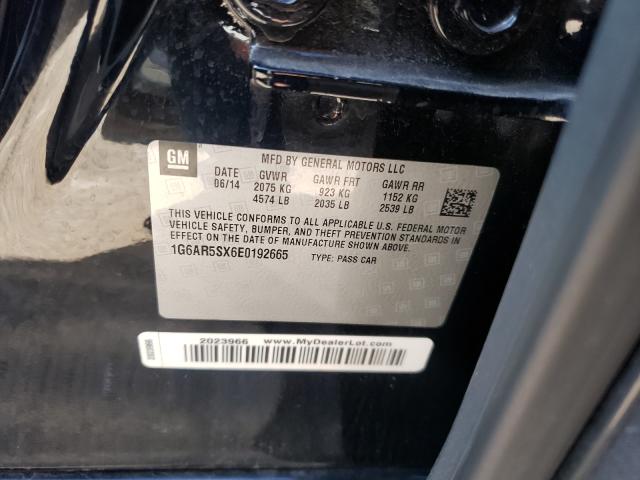 GM
MFD BY GENERAL MOTORS LLC
DATE GVWR GAWR FRT GAWR RR
06/14 2075 KG 923 KG 1152 KG
4574 LB 2035 LB 2539 LB
THIS VEHICLE CONFORMS TO ALL APPLICABLE U.S. FEDERAL MOTOR
VEHICLE SAFETY, BUMPER, AND THEFT PREVENTION STANDARDS IN
EFFECT ON THE DATE OF MANUFACTURE SHOWN ABOVE.
1G6AR5SX6E0192665 TYPE: PASS CAR
2023966 www.MyDealerLot.com
2023966